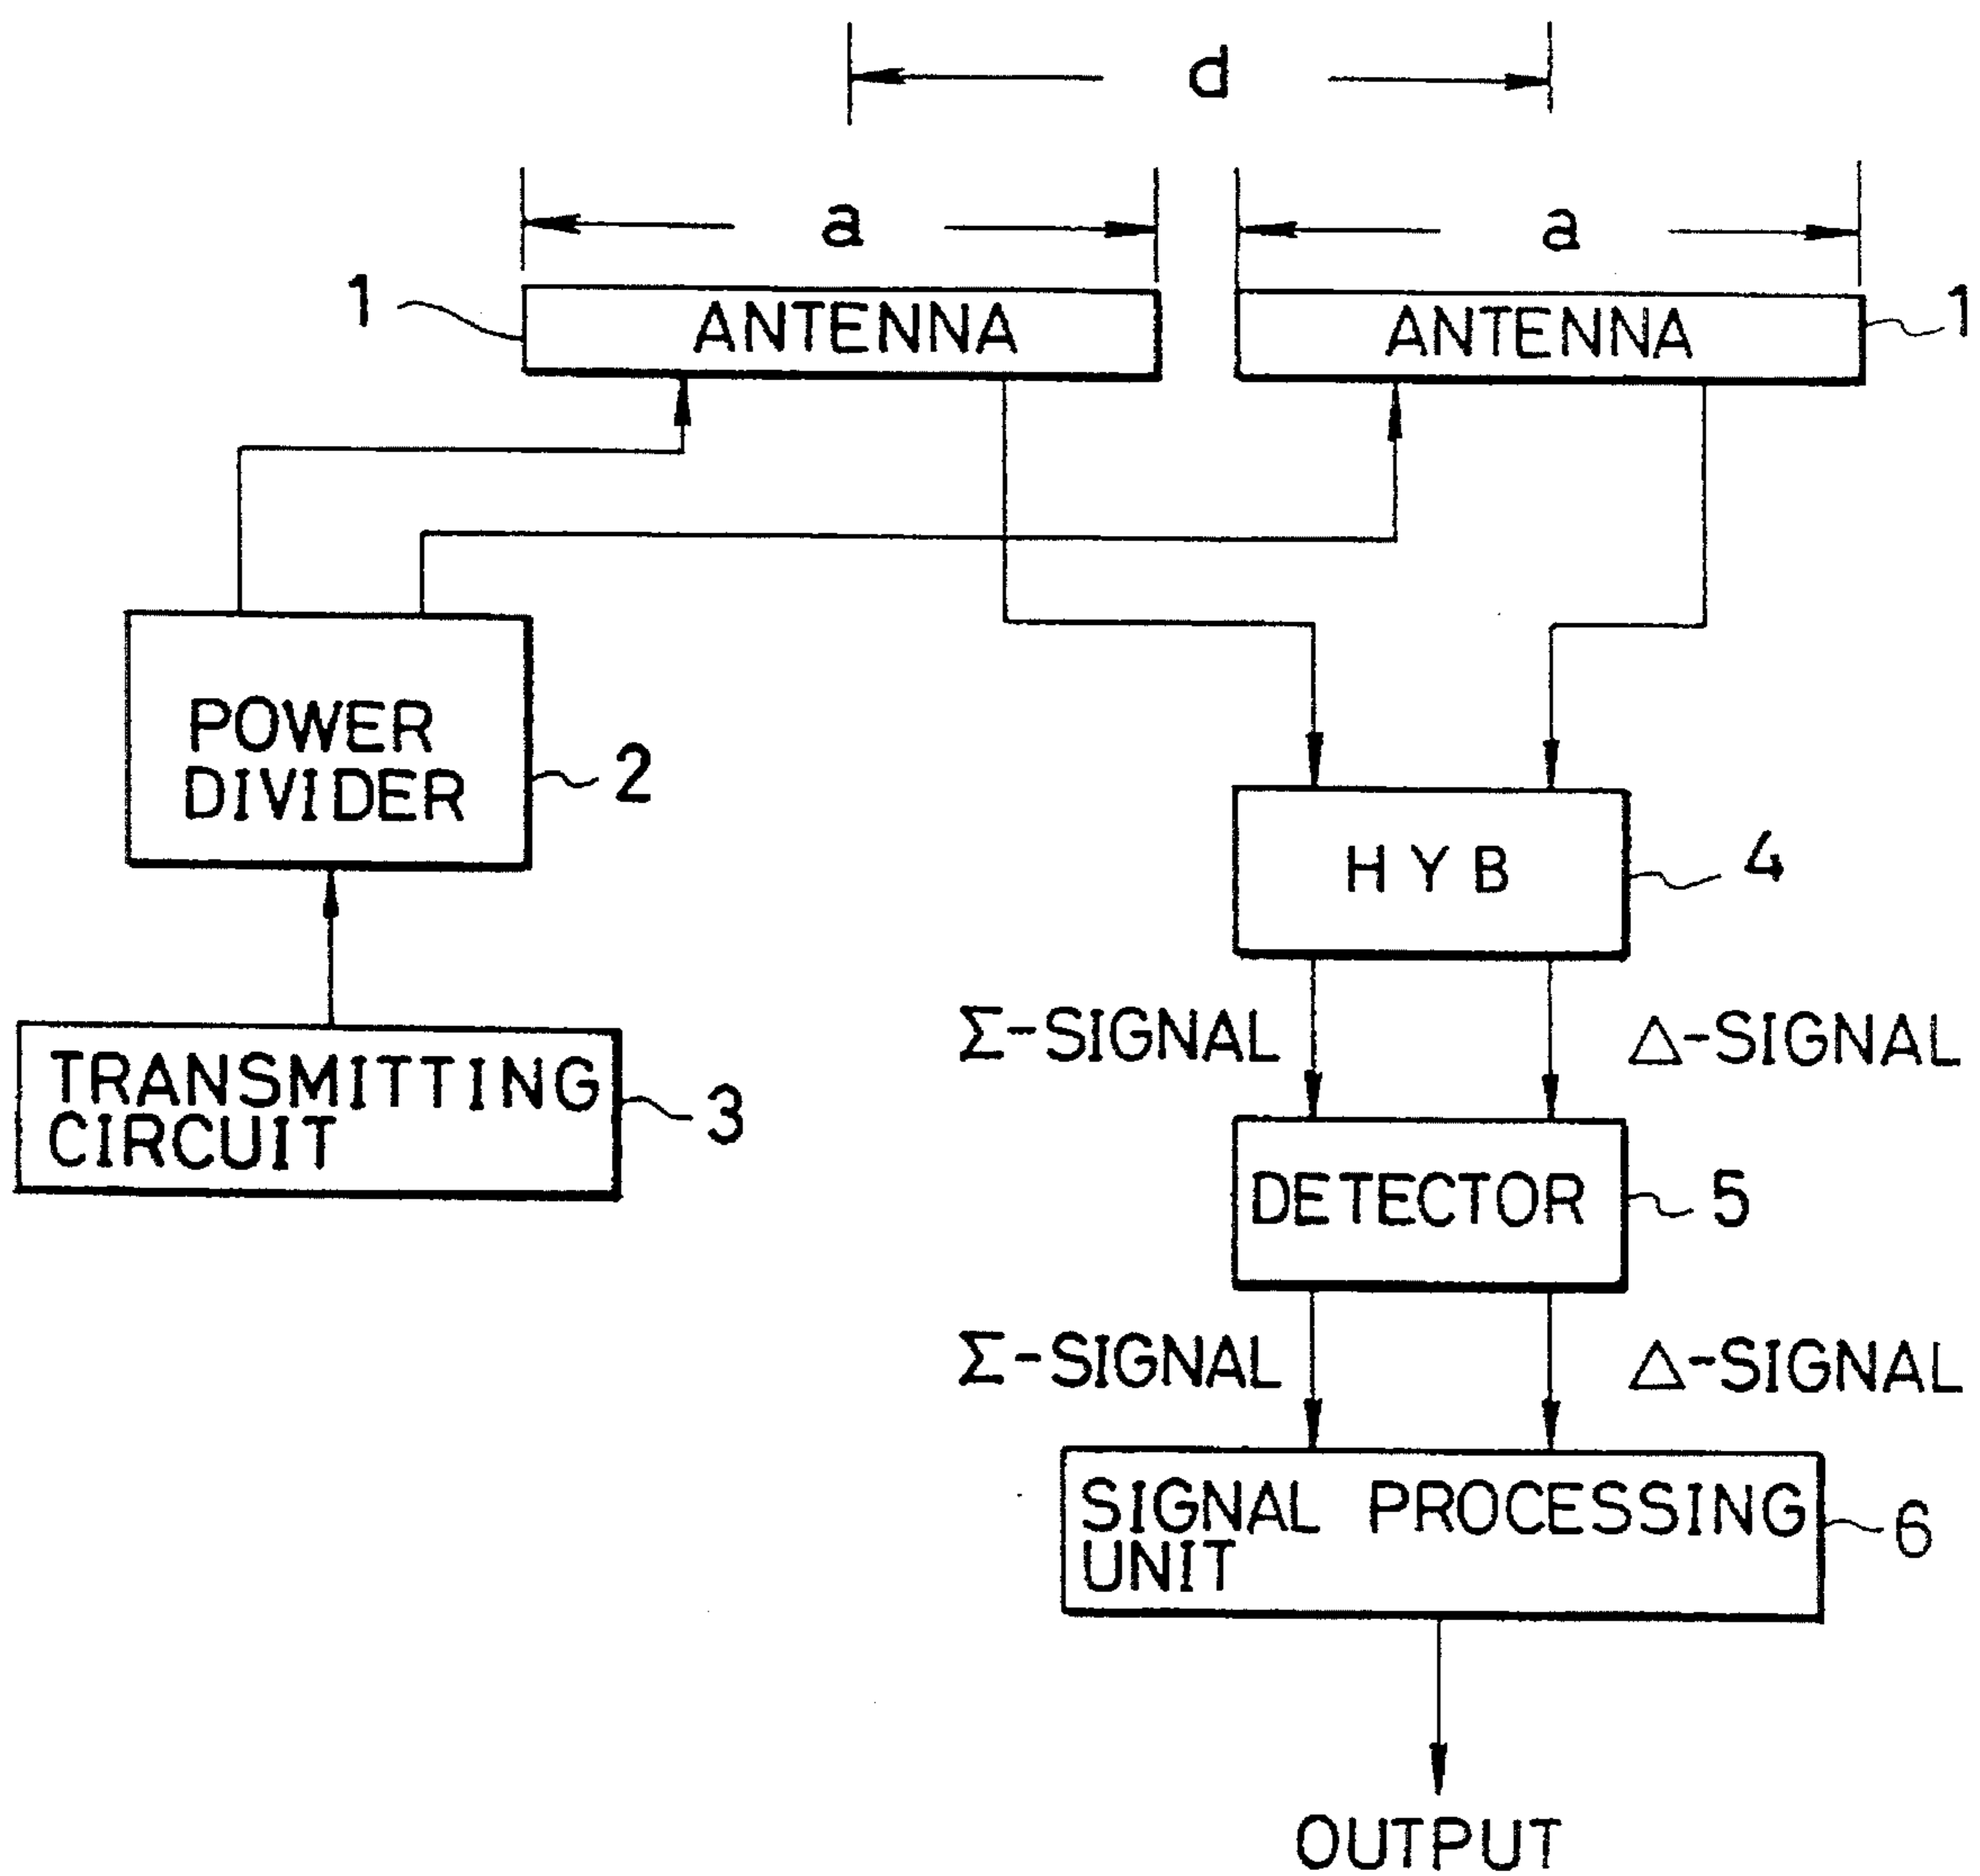 d
a
a
1
ANTENNA
ANTENNA
1
POWER
DIVIDER
2
HYB
4
TRANSMITTING
CIRCUIT
3
Σ-SIGNAL
Δ-SIGNAL
DETECTOR
5
Σ-SIGNAL
Δ-SIGNAL
SIGNAL PROCESSING
UNIT
6
OUTPUT